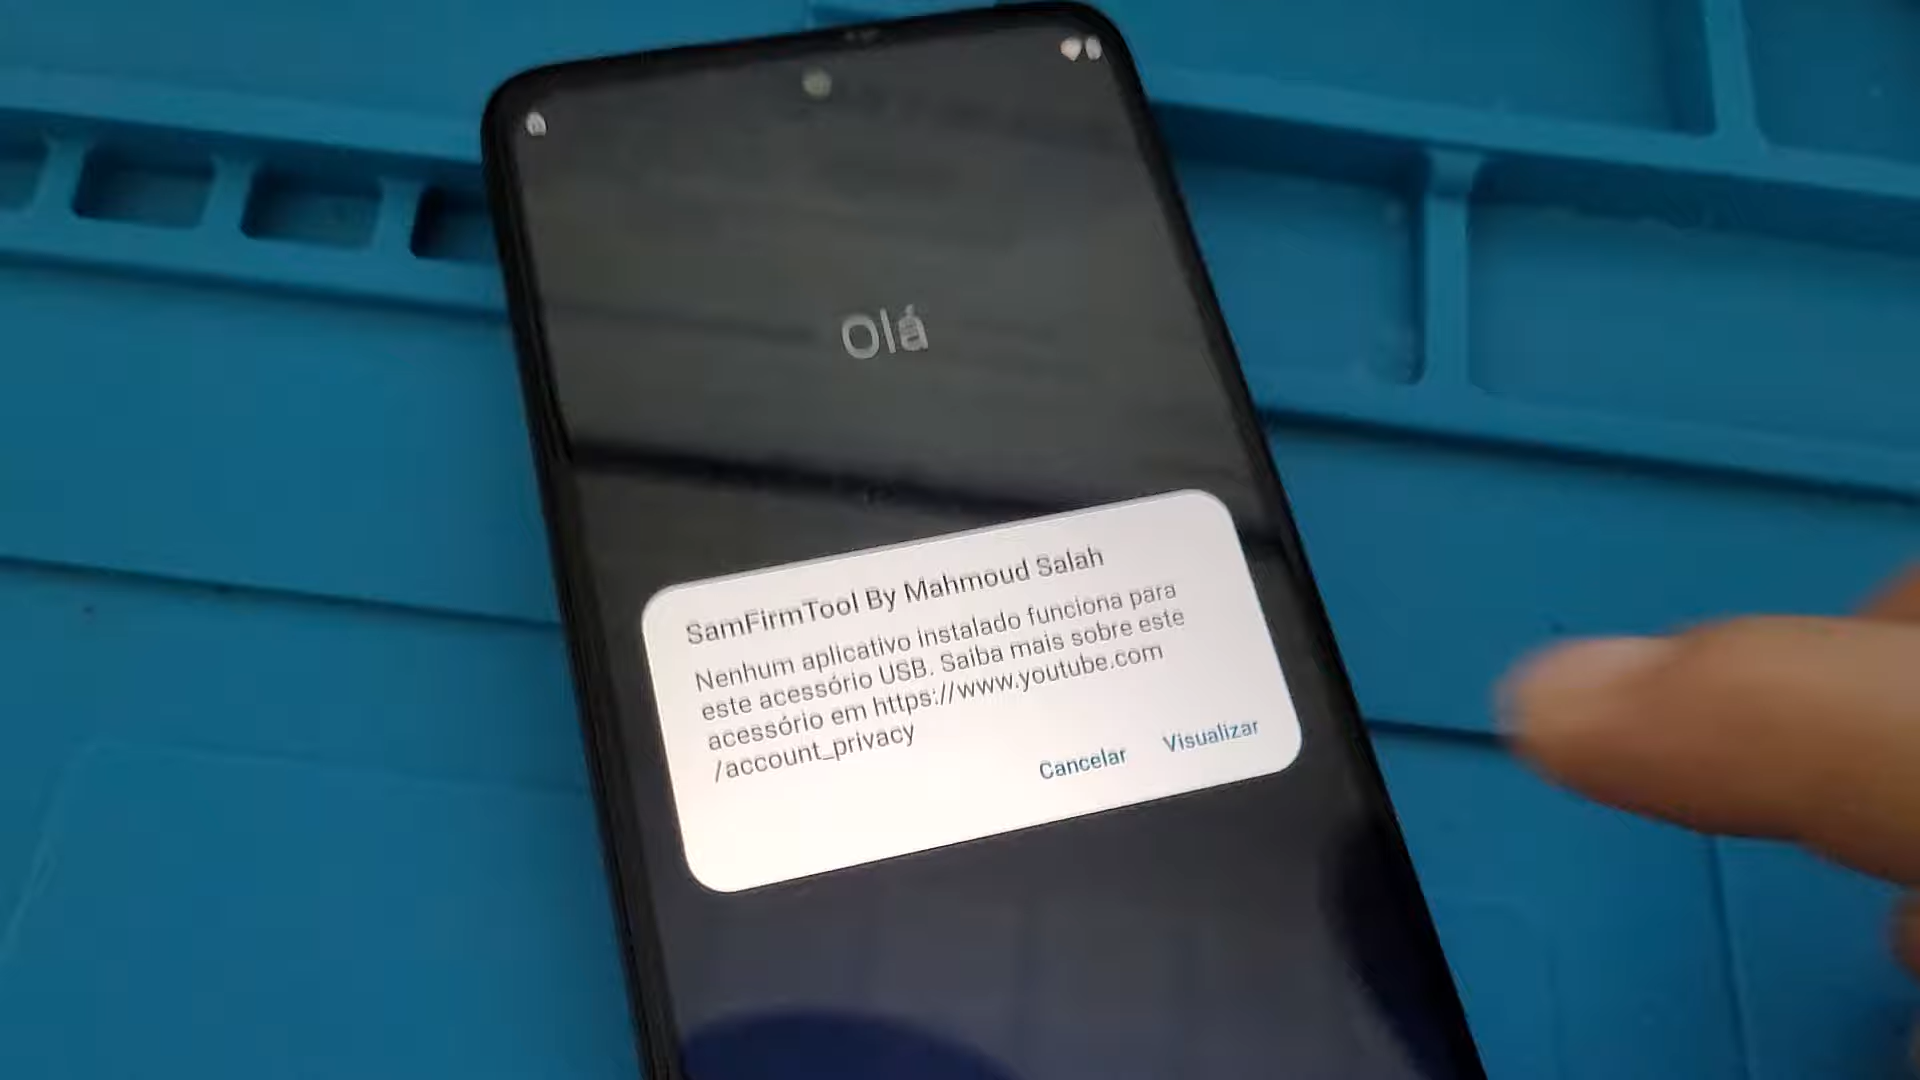 Olá
SamFirmTool By Mahmoud Salah
Nenhum aplicativo instalado funciona para
este acessório USB. Saiba mais sobre este
acessório em https://www.youtube.com
/account_privacy
Cancelar Visualizar